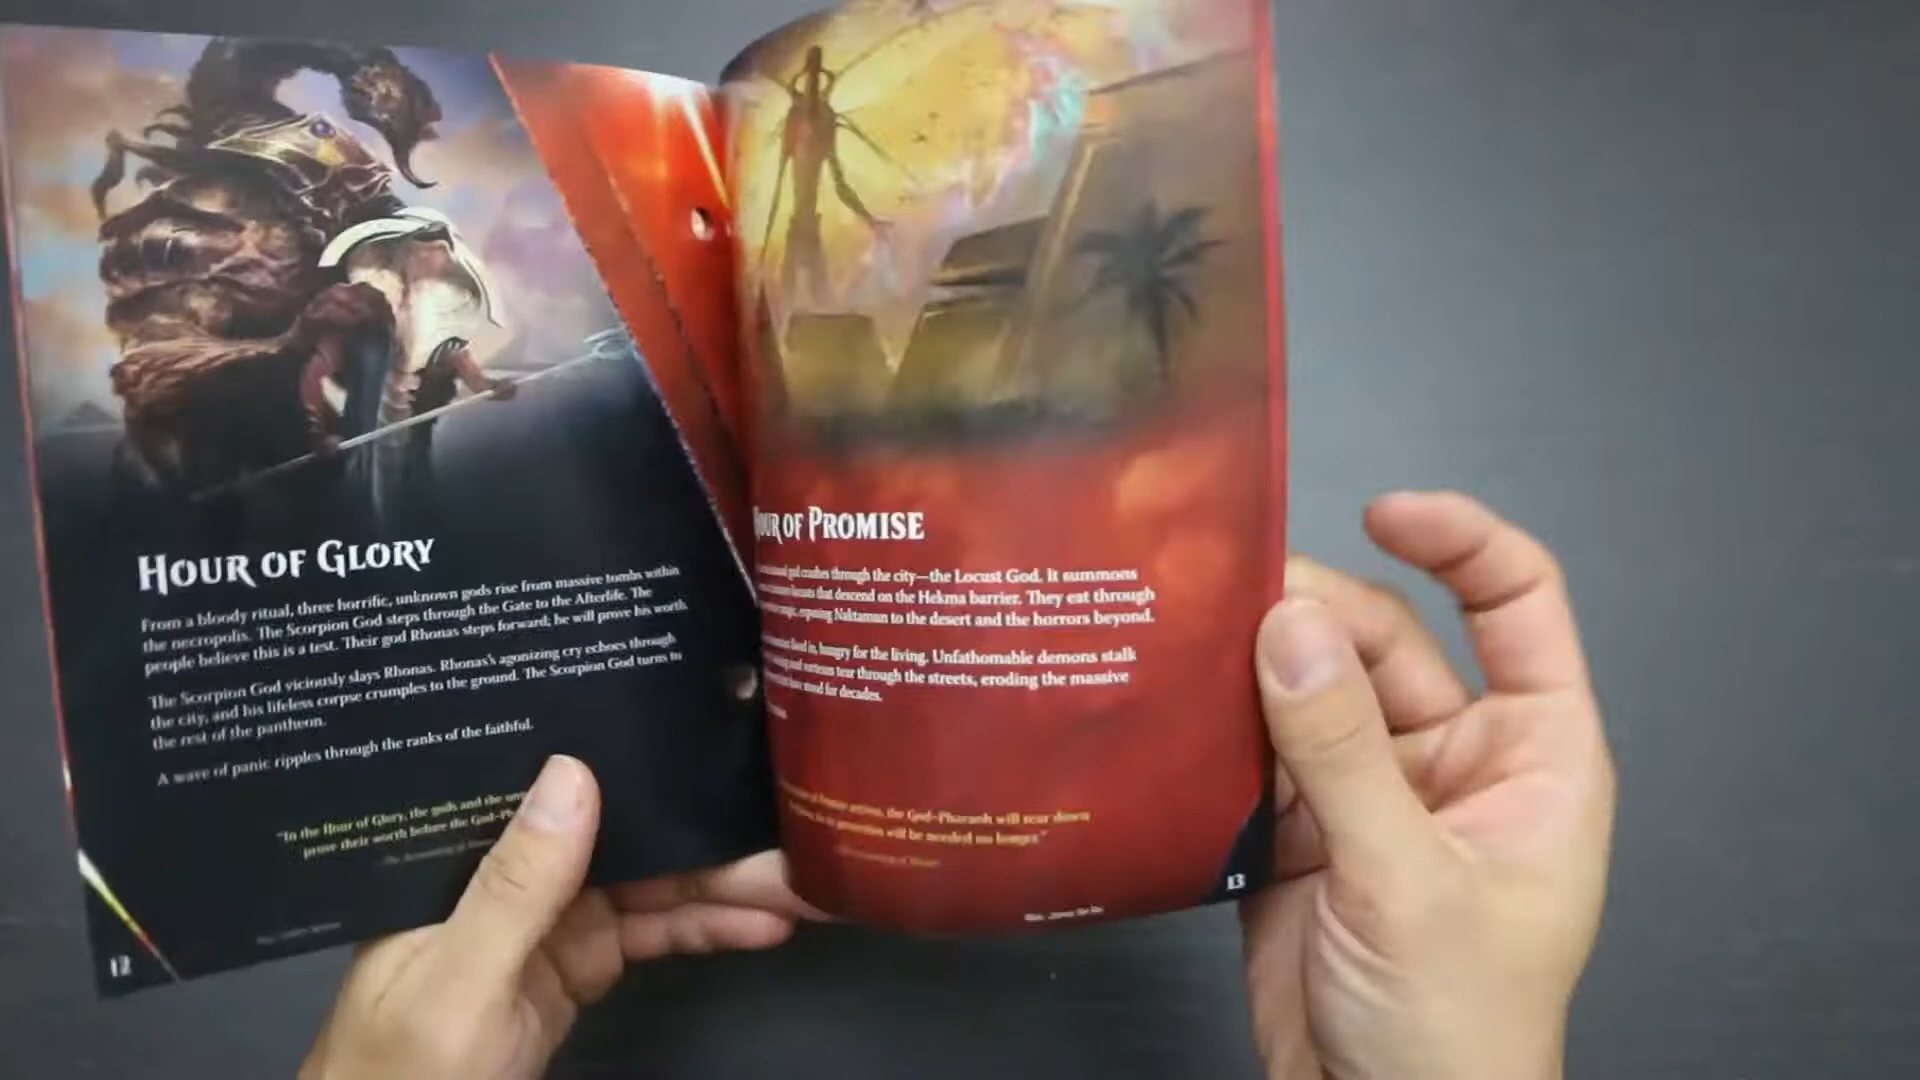 HOUR OF GLORY
From a bloody ritual, three horrific, unknown gods rise from massive tombs within
the necropolis. The Scorpion God steps through the Gate to the Afterlife. The
people believe this is a test. Their god Rhonas steps forward; he will prove his worth.
The Scorpion God viciously slays Rhonas. Rhonas's agonizing cry echoes through
the city, and his lifeless corpse crumples to the ground. The Scorpion God turns to
the rest of the pantheon.
A wave of panic ripples through the ranks of the faithful.
"In the Hour of Glory, the gods and the
prove their worth before the
12
OUR OF PROMISE
god crashes through the city—the Locust God. It summons
locusts that descend on the Hekma barrier. They eat through
exposing Naktamun to the desert and the horrors beyond.
hungry for the living. Unfathomable demons stalk
tear through the streets, eroding the massive
stood for decades.
the God-Pharaoh will tear down
will be needed no longer."
13